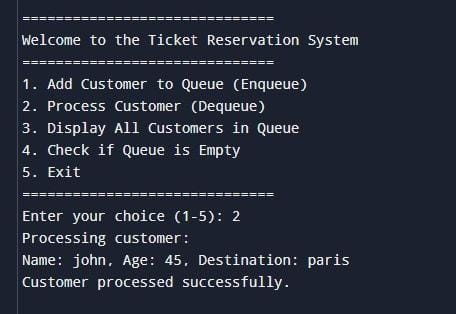 ==============================
Welcome to the Ticket Reservation System
==============================
1. Add Customer to Queue (Enqueue)
2. Process Customer (Dequeue)
3. Display All Customers in Queue
4. Check if Queue is Empty
5. Exit
==============================
Enter your choice (1-5): 2
Processing customer:
Name: john, Age: 45, Destination: paris
Customer processed successfully.